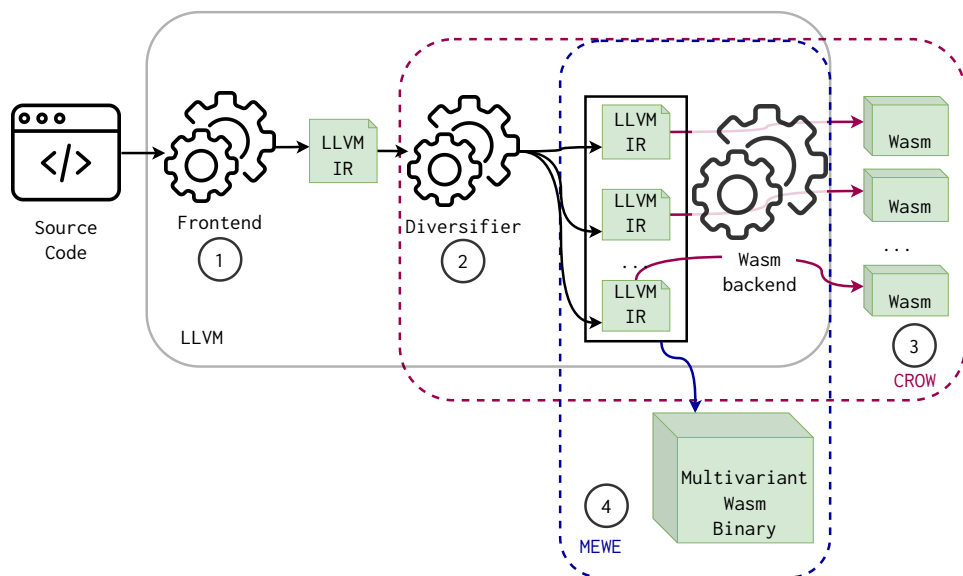 </>
Source
Code
Frontend
1
LLVM
LLVM
IR
Diversifier
2
LLVM
IR
LLVM
IR
...
LLVM
IR
Wasm
backend
Wasm
Wasm
...
Wasm
3
CROW
4
MEWE
Multivariant
Wasm
Binary